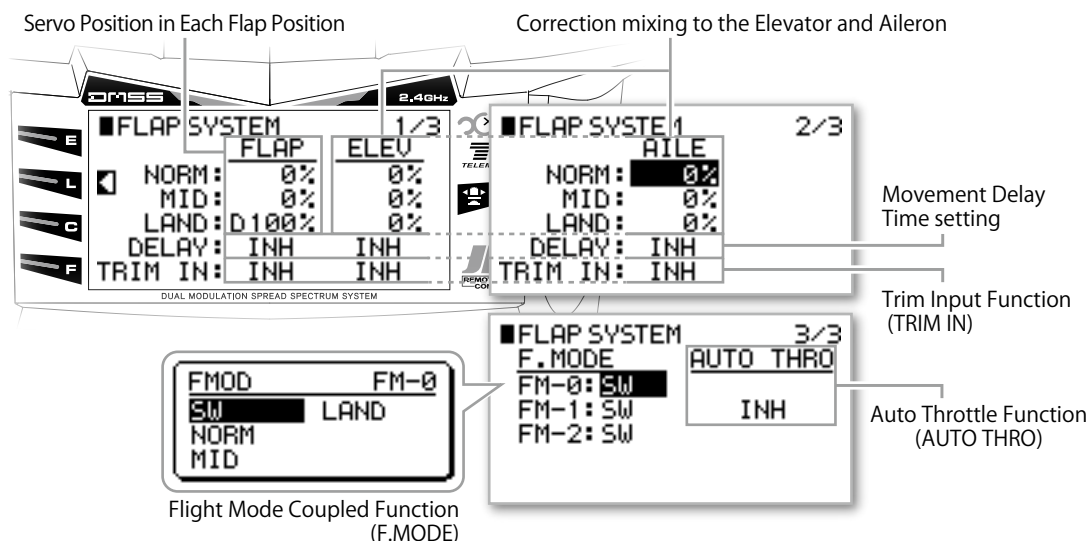 Servo Position in Each Flap Position
Correction mixing to the Elevator and Aileron
DMSS 2.4GHz
E
L
C
F
■FLAP SYSTEM 1/3
FLAP ELEV
NORM: 0% 0%
MID: 0% 0%
LAND: D100% 0%
DELAY: INH INH
TRIM IN: INH INH
DUAL MODULATION SPREAD SPECTRUM SYSTEM
■FLAP SYSTEM 2/3
AILE
NORM: 0%
MID: 0%
LAND: 0%
DELAY: INH
TRIM IN: INH
Movement Delay
Time setting
Trim Input Function
(TRIM IN)
■FLAP SYSTEM 3/3
F.MODE AUTO THRO
FM-0: SW
FM-1: SW INH
FM-2: SW
Auto Throttle Function
(AUTO THRO)
FMOD FM-0
SW LAND
NORM
MID
Flight Mode Coupled Function
(F.MODE)